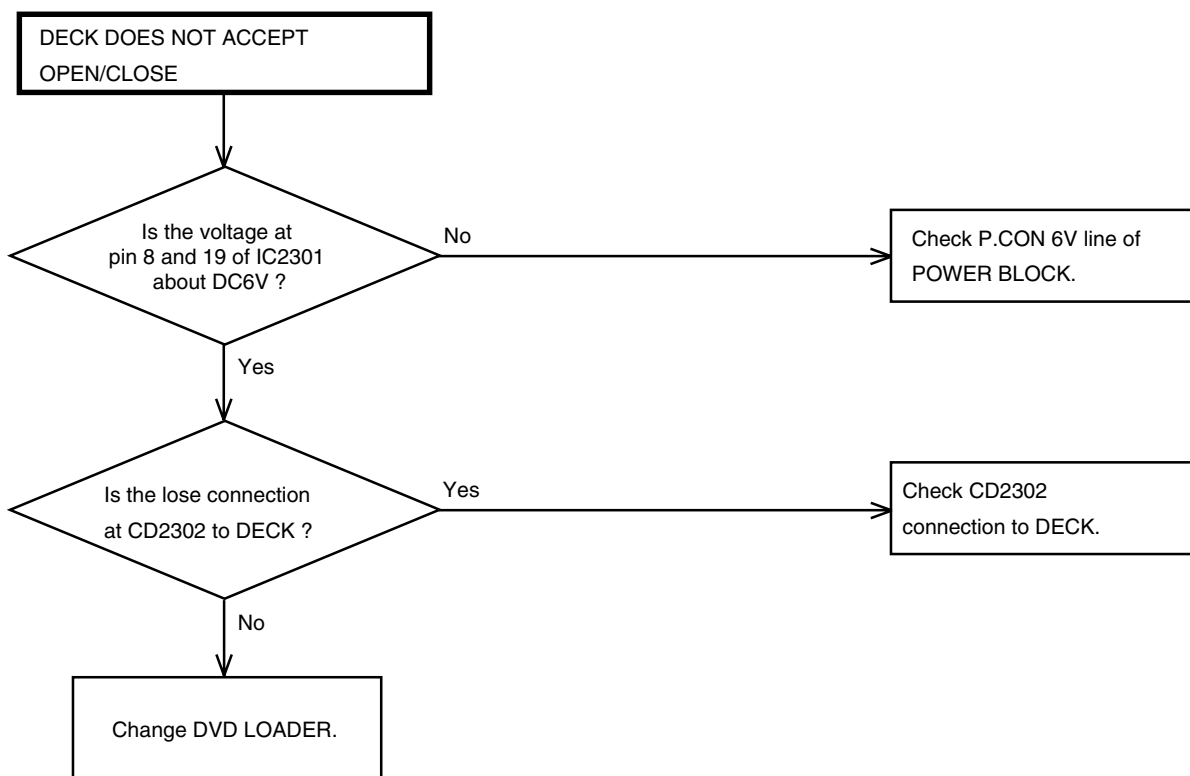 DECK DOES NOT ACCEPT
OPEN/CLOSE
Is the voltage at
pin 8 and 19 of IC2301
about DC6V ?
No
Check P.CON 6V line of
POWER BLOCK.
Yes
Is the lose connection
at CD2302 to DECK ?
Yes
Check CD2302
connection to DECK.
No
Change DVD LOADER.